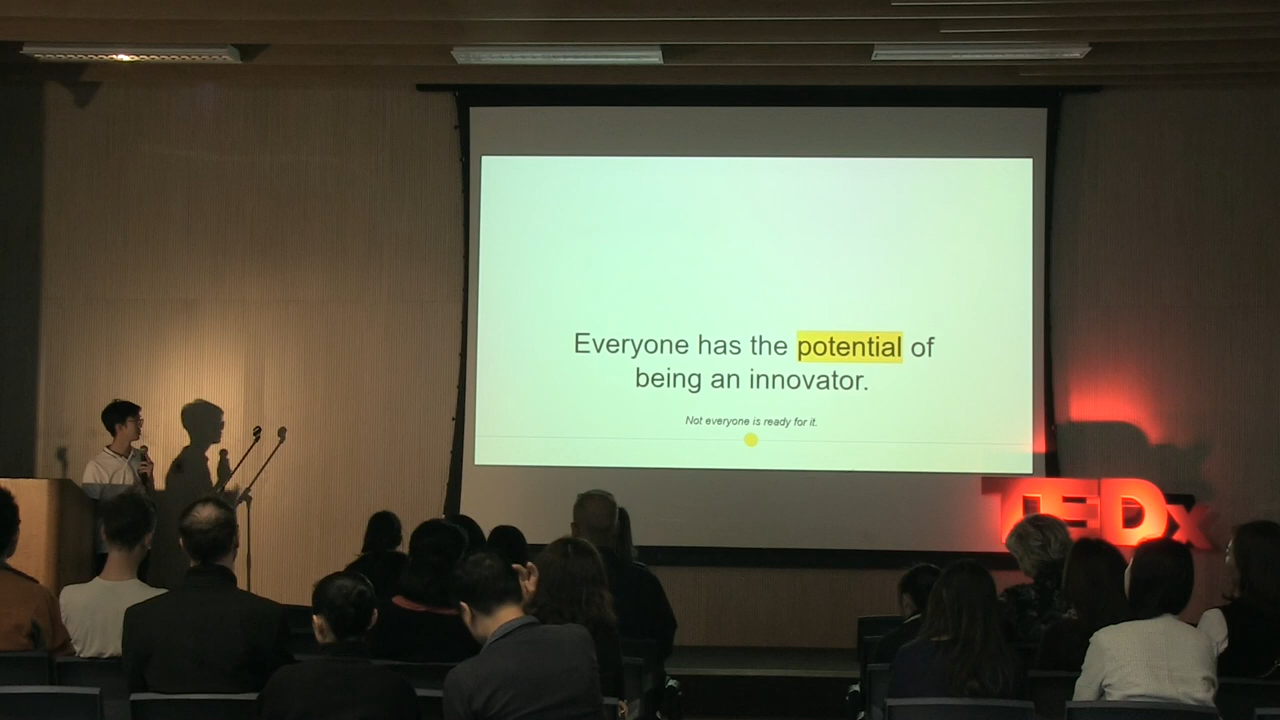 Everyone has the potential of
being an innovator.
Not everyone is ready for it.
TEDx